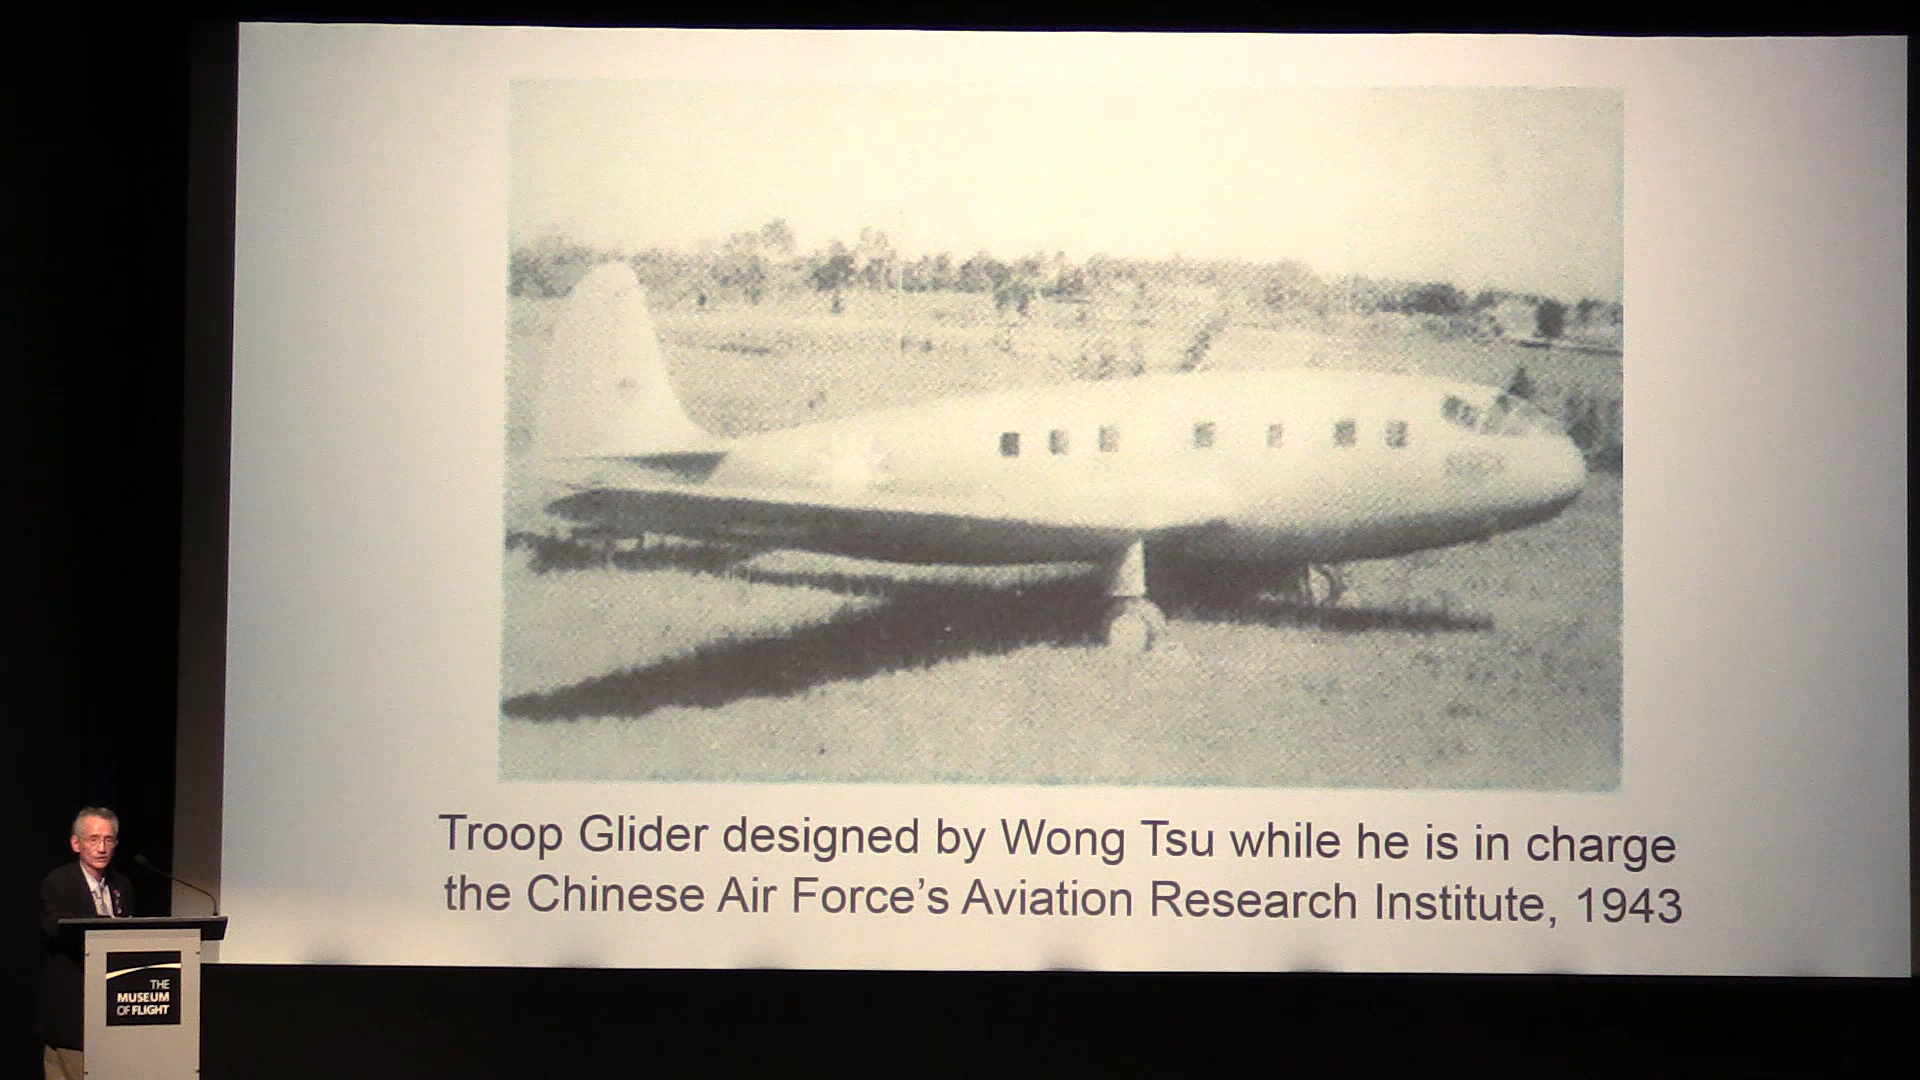 Troop Glider designed by Wong Tsu while he is in charge
the Chinese Air Force’s Aviation Research Institute, 1943
THE
MUSEUM
OF FLIGHT